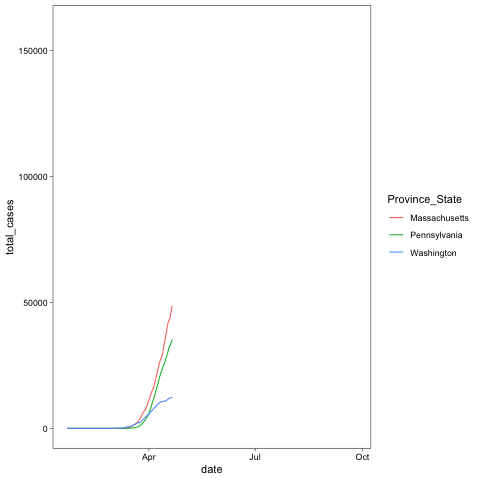 150000
100000
50000
0
total_cases
Apr
Jul
Oct
date
Province_State
Massachusetts
Pennsylvania
Washington